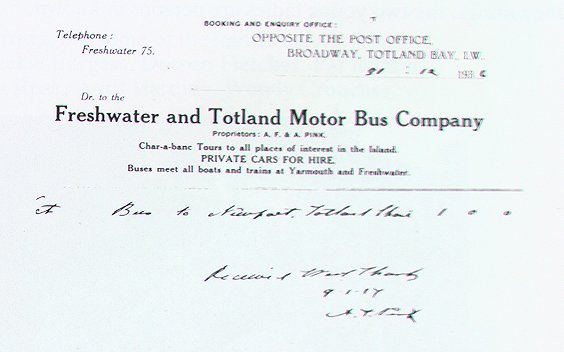 BOOKING AND ENQUIRY OFFICE:
Telephone:
Freshwater 75.
OPPOSITE THE POST OFFICE,
BROADWAY, TOTLAND BAY, I.W.
31 : 12 193
Dr. to the
Freshwater and Totland Motor Bus Company
Proprietors: A. F. & A. PINK.
Char-a-banc Tours to all places of interest in the Island.
PRIVATE CARS FOR HIRE.
Buses meet all boats and trains at Yarmouth and Freshwater.
Bus to Newport, Totland 1 0 0
Received With Thanks
9-1-37
Pink